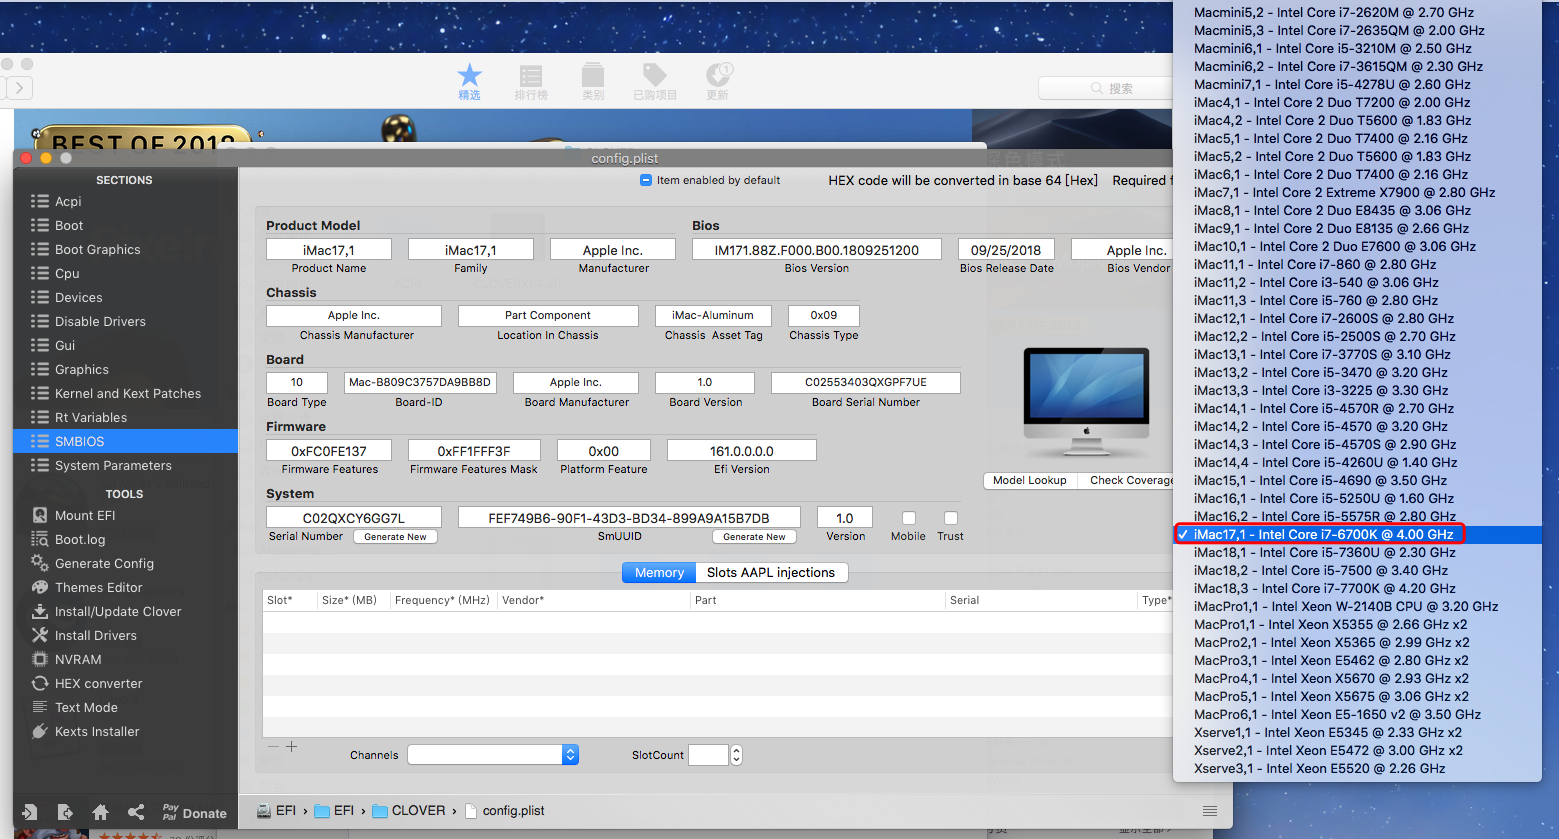 精选
排行榜
类别
已购项目
更新
搜索
BEST OF 2018
config.plist
SECTIONS
Acpi
Boot
Boot Graphics
Cpu
Devices
Disable Drivers
Gui
Graphics
Kernel and Kext Patches
Rt Variables
SMBIOS
System Parameters
TOOLS
Mount EFI
Boot.log
Generate Config
Themes Editor
Install/Update Clover
Install Drivers
NVRAM
HEX converter
Text Mode
Kexts Installer
PayPal Donate
Item enabled by default
HEX code will be converted in base 64 [Hex]
Required
Product Model
iMac17,1 iMac17,1 Apple Inc.
Product Name Family Manufacturer
Bios
IM171.88Z.F000.B00.1809251200 09/25/2018 Apple Inc.
Bios Version Bios Release Date Bios Vendor
Chassis
Apple Inc. Part Component iMac-Aluminum 0x09
Chassis Manufacturer Location In Chassis Chassis Asset Tag Chassis Type
Board
10 Mac-B809C3757DA9BB8D Apple Inc. 1.0 C02553403QXGPF7UE
Board Type Board-ID Board Manufacturer Board Version Board Serial Number
Firmware
0xFC0FE137 0xFF1FFF3F 0x00 161.0.0.0.0
Firmware Features Firmware Features Mask Platform Feature Efi Version
System
C02QXCY6GG7L FEF749B6-90F1-43D3-BD34-899A9A15B7DB 1.0
Serial Number Generate New SmUUID Generate New Version Mobile Trust
Model Lookup Check Coverage
Memory Slots AAPL injections
Slot* Size* (MB) Frequency* (MHz) Vendor* Part Serial Type*
Channels SlotCount
EFI › EFI › CLOVER › config.plist
Macmini5,2 - Intel Core i7-2620M @ 2.70 GHz
Macmini5,3 - Intel Core i7-2635QM @ 2.00 GHz
Macmini6,1 - Intel Core i5-3210M @ 2.50 GHz
Macmini6,2 - Intel Core i7-3615QM @ 2.30 GHz
Macmini7,1 - Intel Core i5-4278U @ 2.60 GHz
iMac4,1 - Intel Core 2 Duo T7200 @ 2.00 GHz
iMac4,2 - Intel Core 2 Duo T5600 @ 1.83 GHz
iMac5,1 - Intel Core 2 Duo T7400 @ 2.16 GHz
iMac5,2 - Intel Core 2 Duo T5600 @ 1.83 GHz
iMac6,1 - Intel Core 2 Duo T7400 @ 2.16 GHz
iMac7,1 - Intel Core 2 Extreme X7900 @ 2.80 GHz
iMac8,1 - Intel Core 2 Duo E8435 @ 3.06 GHz
iMac9,1 - Intel Core 2 Duo E8135 @ 2.66 GHz
iMac10,1 - Intel Core 2 Duo E7600 @ 3.06 GHz
iMac11,1 - Intel Core i7-860 @ 2.80 GHz
iMac11,2 - Intel Core i3-540 @ 3.06 GHz
iMac11,3 - Intel Core i5-760 @ 2.80 GHz
iMac12,1 - Intel Core i7-2600S @ 2.80 GHz
iMac12,2 - Intel Core i5-2500S @ 2.70 GHz
iMac13,1 - Intel Core i7-3770S @ 3.10 GHz
iMac13,2 - Intel Core i5-3470 @ 3.20 GHz
iMac13,3 - Intel Core i3-3225 @ 3.30 GHz
iMac14,1 - Intel Core i5-4570R @ 2.70 GHz
iMac14,2 - Intel Core i5-4570 @ 3.20 GHz
iMac14,3 - Intel Core i5-4570S @ 2.90 GHz
iMac14,4 - Intel Core i5-4260U @ 1.40 GHz
iMac15,1 - Intel Core i5-4690 @ 3.50 GHz
iMac16,1 - Intel Core i5-5250U @ 1.60 GHz
iMac16,2 - Intel Core i5-5575R @ 2.80 GHz
iMac17,1 - Intel Core i7-6700K @ 4.00 GHz
iMac18,1 - Intel Core i5-7360U @ 2.30 GHz
iMac18,2 - Intel Core i5-7500 @ 3.40 GHz
iMac18,3 - Intel Core i7-7700K @ 4.20 GHz
iMacPro1,1 - Intel Xeon W-2140B CPU @ 3.20 GHz
MacPro1,1 - Intel Xeon X5355 @ 2.66 GHz x2
MacPro2,1 - Intel Xeon X5365 @ 2.99 GHz x2
MacPro3,1 - Intel Xeon E5462 @ 2.80 GHz x2
MacPro4,1 - Intel Xeon X5670 @ 2.93 GHz x2
MacPro5,1 - Intel Xeon X5675 @ 3.06 GHz x2
MacPro6,1 - Intel Xeon E5-1650 v2 @ 3.50 GHz
Xserve1,1 - Intel Xeon E5345 @ 2.33 GHz x2
Xserve2,1 - Intel Xeon E5472 @ 3.00 GHz x2
Xserve3,1 - Intel Xeon E5520 @ 2.26 GHz